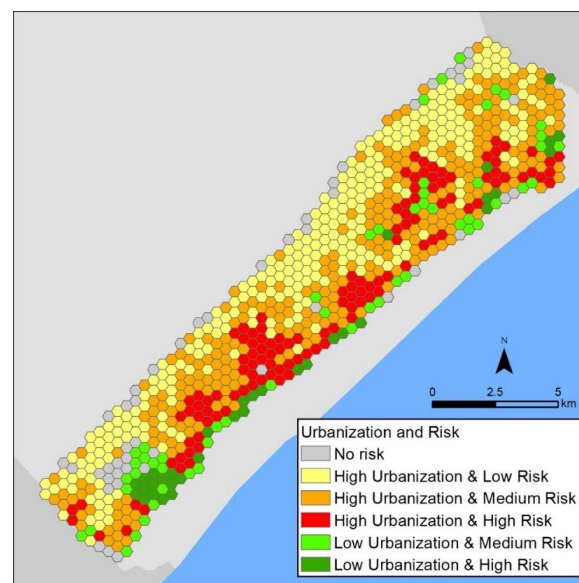 N
0 2.5 5
km
Urbanization and Risk
No risk
High Urbanization & Low Risk
High Urbanization & Medium Risk
High Urbanization & High Risk
Low Urbanization & Medium Risk
Low Urbanization & High Risk